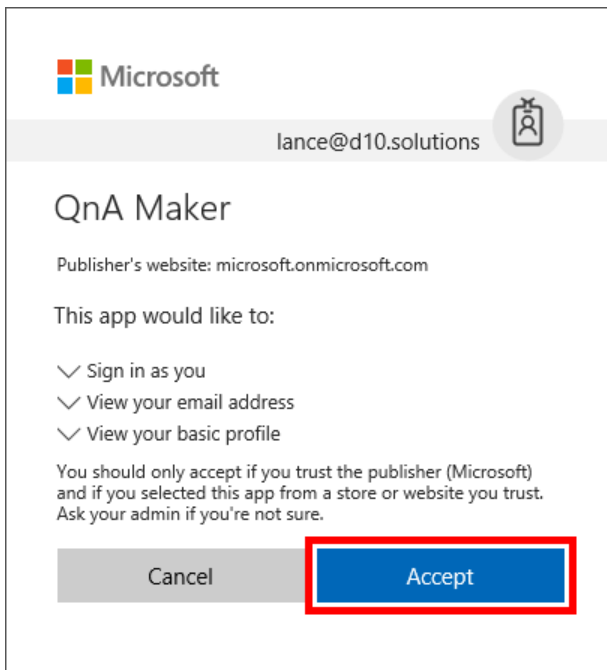 Microsoft
lance@d10.solutions
QnA Maker
Publisher's website: microsoft.onmicrosoft.com
This app would like to:
Sign in as you
View your email address
View your basic profile
You should only accept if you trust the publisher (Microsoft)
and if you selected this app from a store or website you trust.
Ask your admin if you're not sure.
Cancel Accept